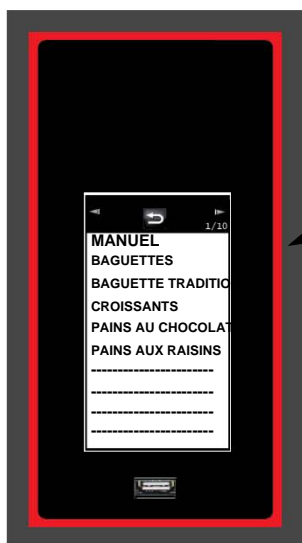 1/10
MANUEL
BAGUETTES
BAGUETTE TRADITIO
CROISSANTS
PAINS AU CHOCOLAT
PAINS AUX RAISINS
-----------------------
-----------------------
-----------------------
-----------------------